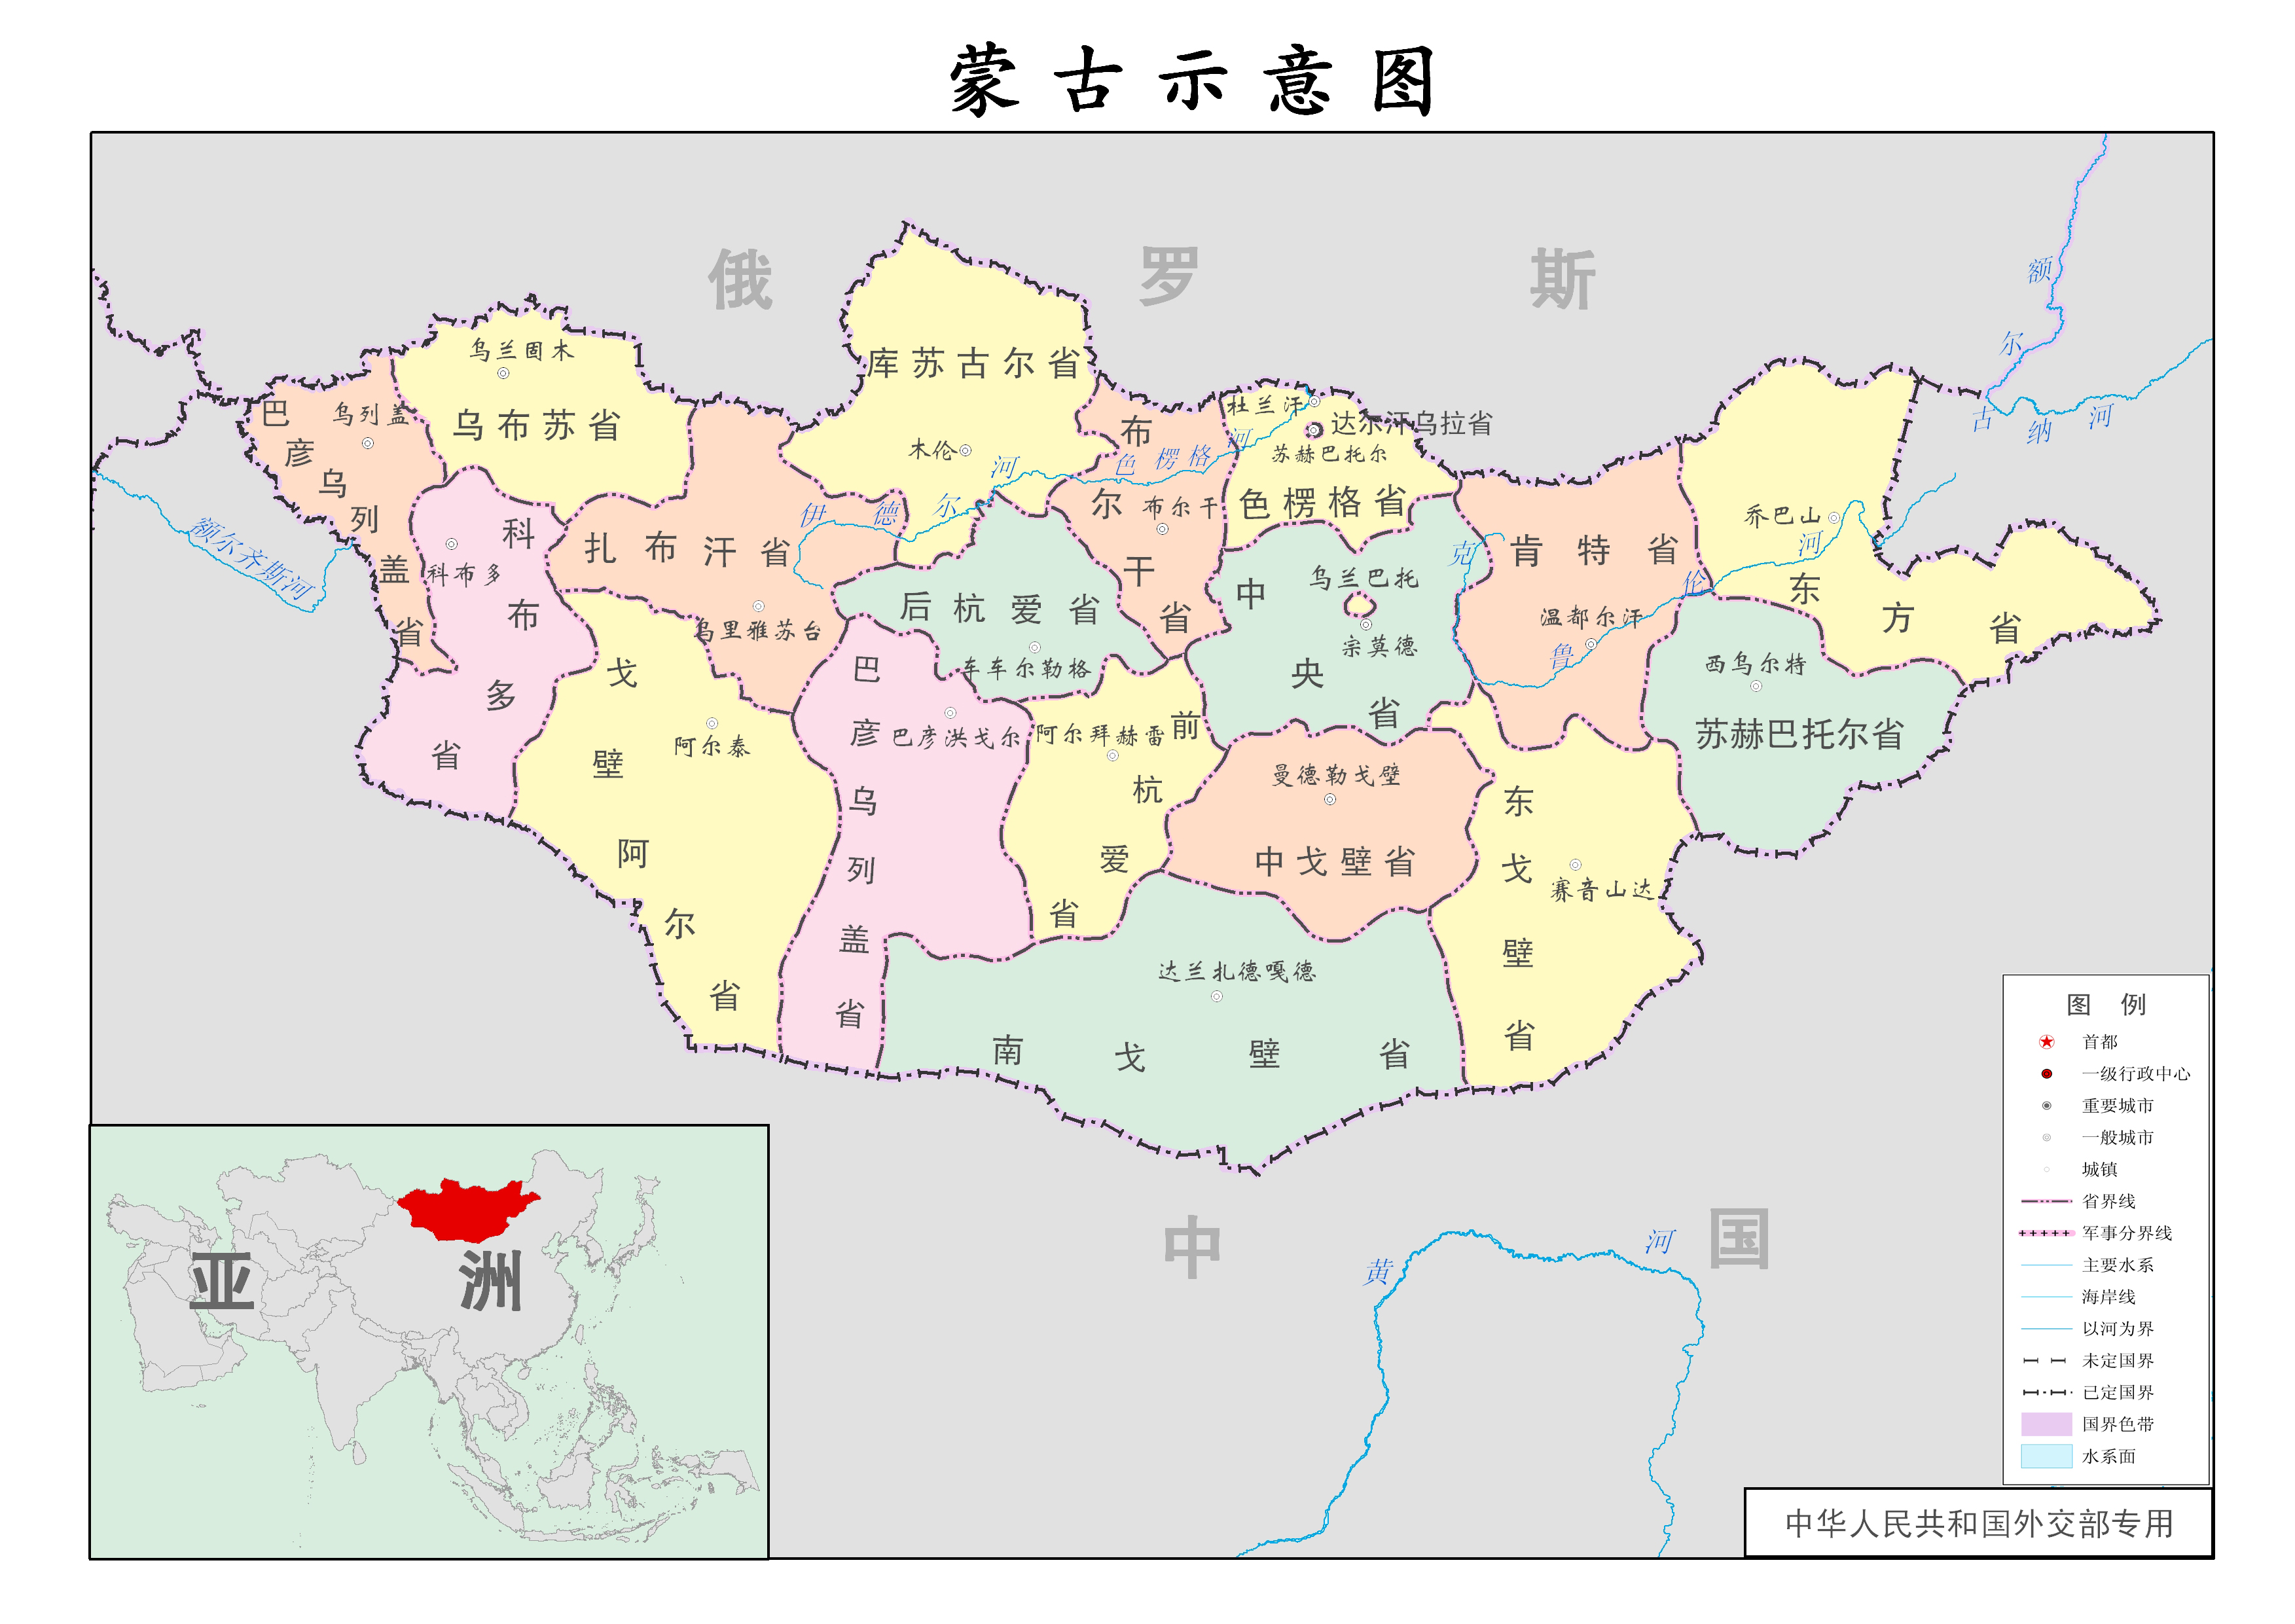 蒙古示意图
俄罗斯
额尔古纳河
库苏古尔省
乌兰固木
乌布苏省
巴彦乌列盖省
乌列盖
杜兰汗
达尔汗乌拉省
苏赫巴托尔
色楞格省
布尔干省
布尔干
木伦
色楞格河
伊德尔河
科布多省
科布多
扎布汗省
乌里雅苏台
额尔齐斯河
后杭爱省
车车尔勒格
中央省
乌兰巴托
宗莫德
克鲁伦河
肯特省
温都尔汗
乔巴山
东方省
西乌尔特
苏赫巴托尔省
戈壁阿尔省
阿尔泰
巴彦乌列盖省
巴彦洪戈尔
阿尔拜赫雷
前杭爱省
曼德勒戈壁
中戈壁省
东戈壁省
赛音山达
达兰扎德嘎德
南戈壁省
中国
黄河
亚洲
图例
首都
一级行政中心
重要城市
一般城市
城镇
省界线
军事分界线
主要水系
海岸线
以河为界
未定国界
已定国界
国界色带
水系面
中华人民共和国外交部专用